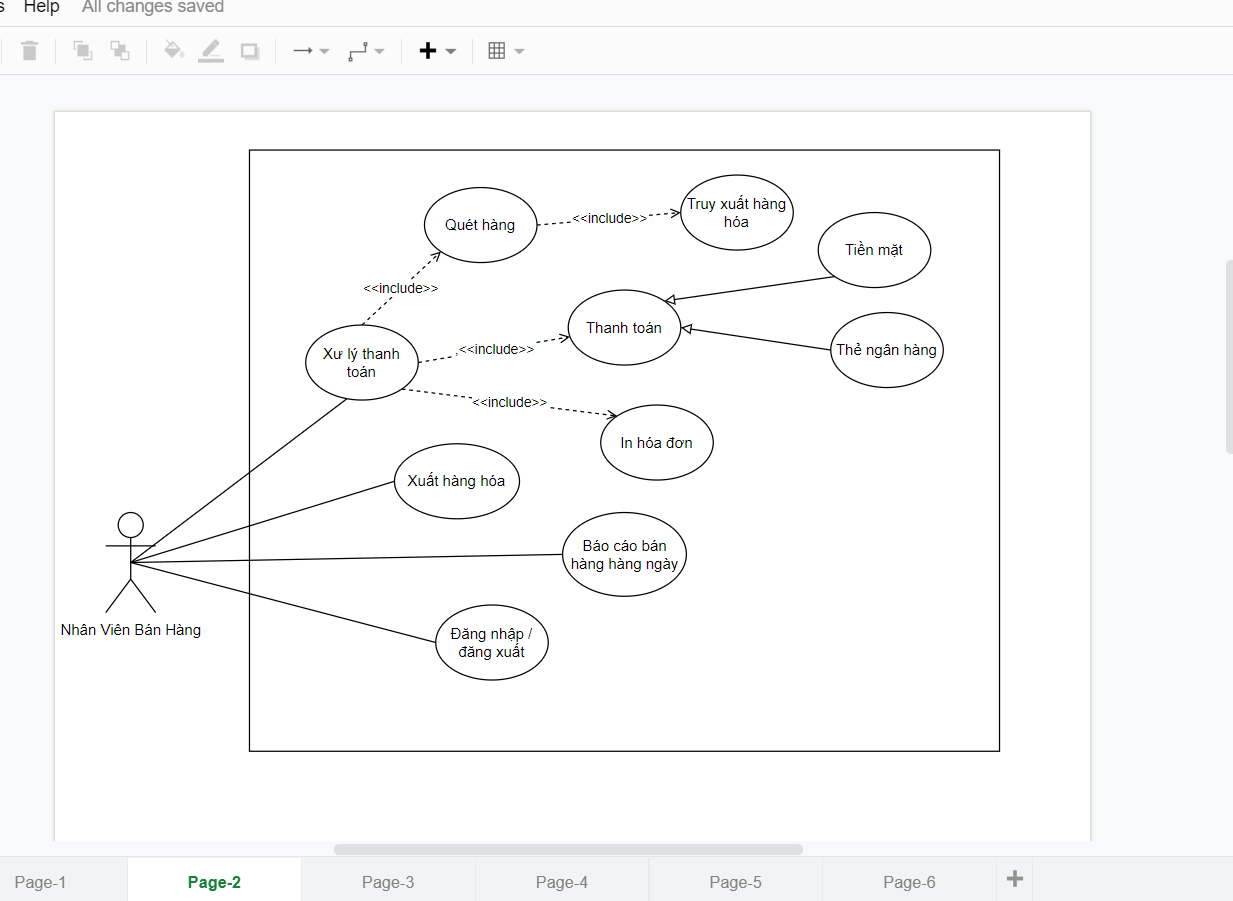 Help All changes saved
Quét hàng
<<include>>
Truy xuất hàng
hóa
Tiền mặt
<<include>>
Thanh toán
Thẻ ngân hàng
Xư lý thanh
toán
,<<include>>
<<include>>
In hóa đơn
Xuất hàng hóa
Báo cáo bán
hàng hàng ngày
Đăng nhập /
đăng xuất
Nhân Viên Bán Hàng
Page-1 Page-2 Page-3 Page-4 Page-5 Page-6